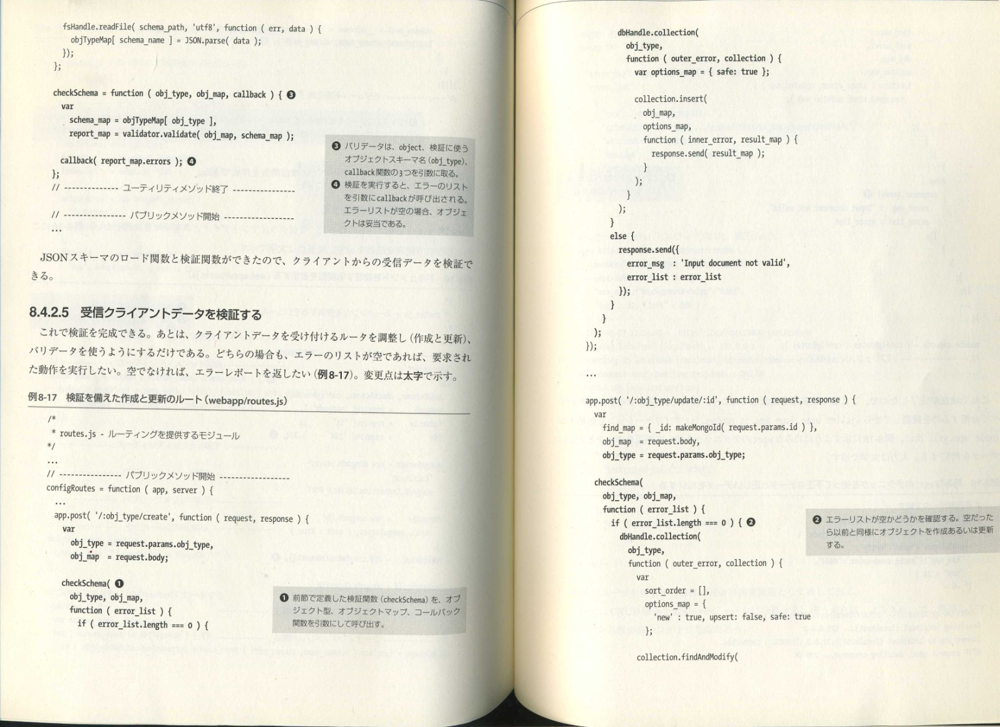 fsHandle.readFile( schema_path, 'utf8', function ( err, data ) {
objTypeMap[ schema_name ] = JSON.parse( data );
});
};
checkSchema = function ( obj_type, obj_map, callback ) { ❸
var
schema_map = objTypeMap[ obj_type ],
report_map = validator.validate( obj_map, schema_map );
callback( report_map.errors ); ❹
};
// -------------- ユーティリティメソッド終了 ----------------
// ---------------- パブリックメソッド開始 ------------------
...
❸ バリデータは、object、検証に使う
オブジェクトスキーマ名（obj_type）、
callback関数の3つを引数に取る。
❹ 検証を実行すると、エラーのリスト
を引数にcallbackが呼び出される。
エラーリストが空の場合、オブジェ
クトは妥当である。
JSONスキーマのロード関数と検証関数ができたので、クライアントからの受信データを検証で
きる。
8.4.2.5 受信クライアントデータを検証する
これで検証を完成できる。あとは、クライアントデータを受け付けるルータを調整し（作成と更新）、
バリデータを使うようにするだけである。どちらの場合も、エラーのリストが空であれば、要求され
た動作を実行したい。空でなければ、エラーレポートを返したい（例8-17）。変更点は太字で示す。
例8-17 検証を備えた作成と更新のルート（webapp/routes.js）
/*
* routes.js - ルーティングを提供するモジュール
*/
...
// ---------------- パブリックメソッド開始 ------------------
configRoutes = function ( app, server ) {
...
app.post( '/:obj_type/create', function ( request, response ) {
var
obj_type = request.params.obj_type,
obj_map = request.body;
checkSchema( ❶
obj_type, obj_map,
function ( error_list ) {
if ( error_list.length === 0 ) {
❶ 前節で定義した検証関数（checkSchema）を、オブ
ジェクト型、オブジェクトマップ、コールバック
関数を引数にして呼び出す。
dbHandle.collection(
obj_type,
function ( outer_error, collection ) {
var options_map = { safe: true };
collection.insert(
obj_map,
options_map,
function ( inner_error, result_map ) {
response.send( result_map );
}
);
}
);
}
else {
response.send({
error_msg : 'Input document not valid',
error_list : error_list
});
}
}
);
});
...
app.post( '/:obj_type/update/:id', function ( request, response ) {
var
find_map = { _id: makeMongoId( request.params.id ) },
obj_map = request.body,
obj_type = request.params.obj_type;
checkSchema(
obj_type, obj_map,
function ( error_list ) {
if ( error_list.length === 0 ) { ❷
dbHandle.collection(
obj_type,
function ( outer_error, collection ) {
var
sort_order = [],
options_map = {
'new' : true, upsert: false, safe: true
};
collection.findAndModify(
❷ エラーリストが空かどうかを確認する。空だった
ら以前と同様にオブジェクトを作成あるいは更新
する。